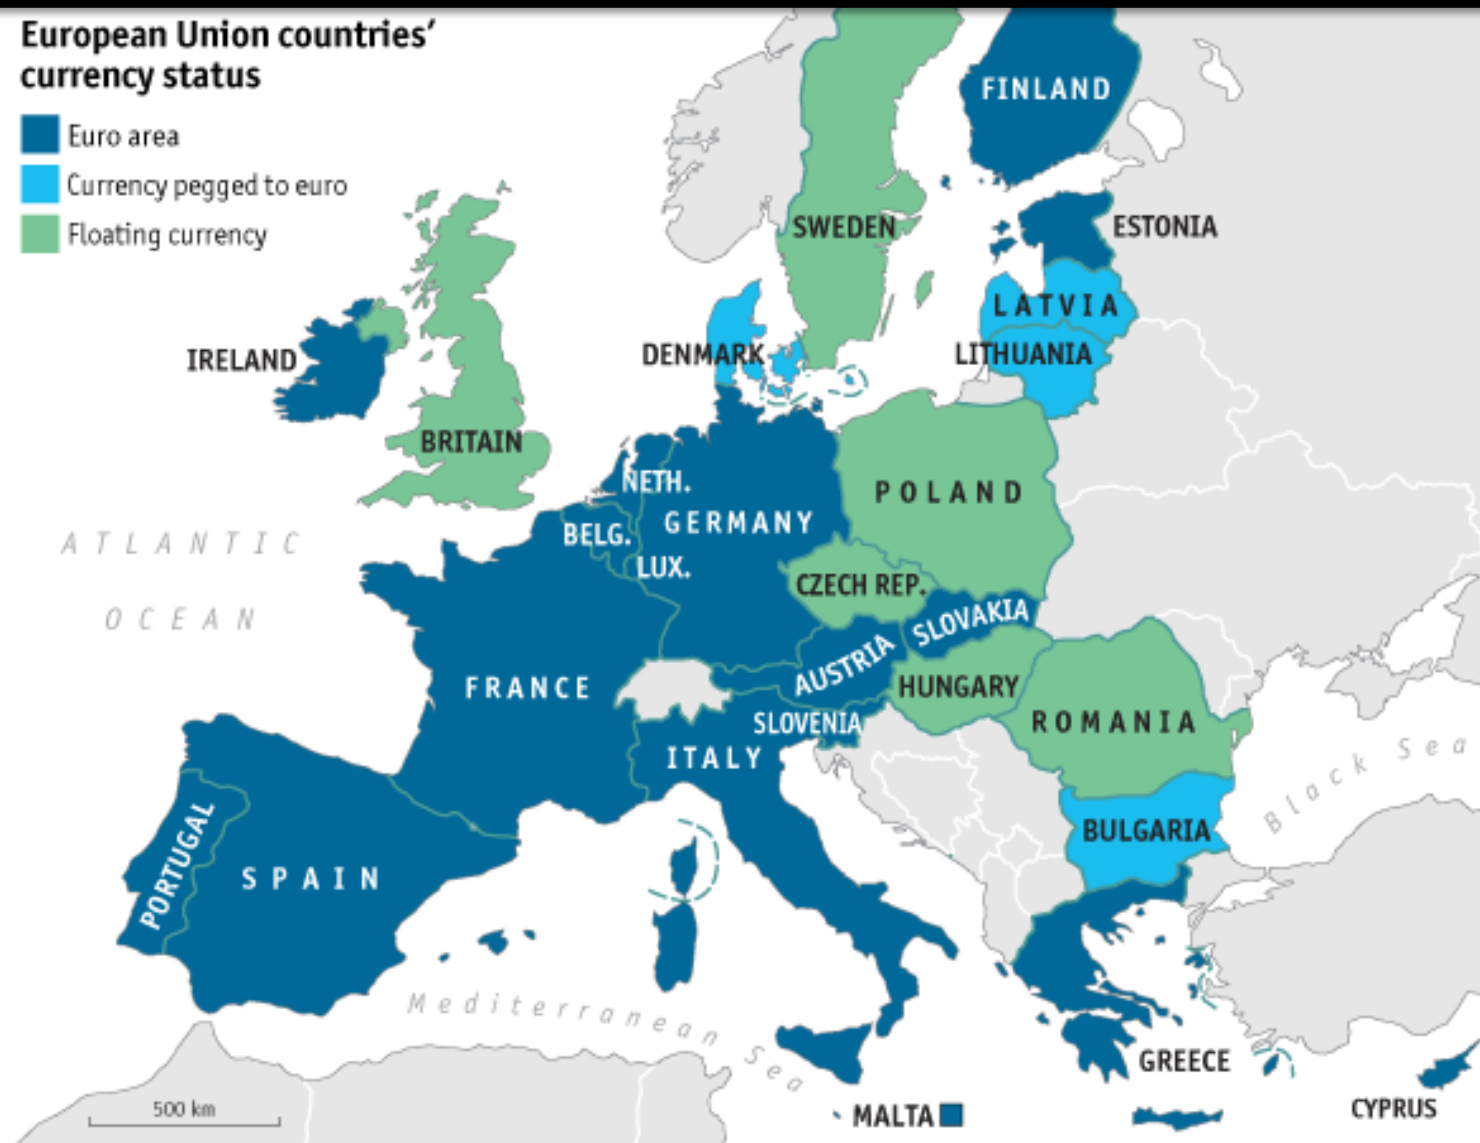 European Union countries'
currency status
Euro area
Currency pegged to euro
Floating currency
FINLAND
SWEDEN
ESTONIA
LATVIA
LITHUANIA
DENMARK
IRELAND
BRITAIN
NETH.
POLAND
GERMANY
BELG.
LUX.
ATLANTIC
OCEAN
CZECH REP.
SLOVAKIA
AUSTRIA
HUNGARY
FRANCE
SLOVENIA
ROMANIA
ITALY
Black Sea
BULGARIA
PORTUGAL
SPAIN
Mediterranean Sea
GREECE
500 km
MALTA
CYPRUS